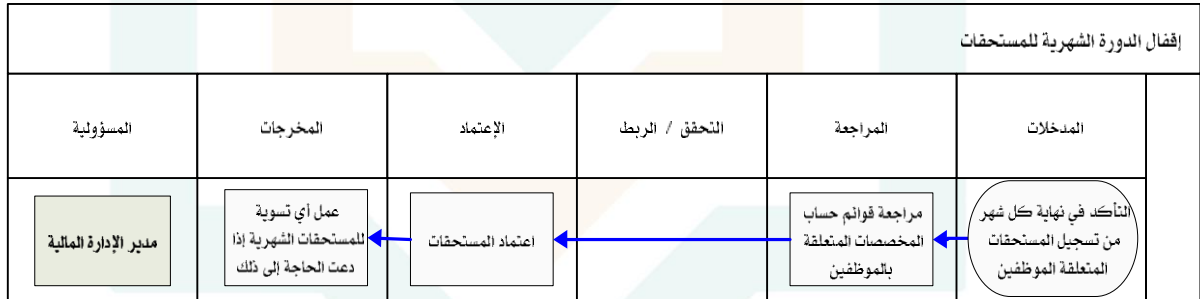 إقفال الدورة الشهرية للمستحقات
المدخلات
المراجعة
التحقق / الربط
الإعتماد
المخرجات
المسؤولية
التأكد في نهاية كل شهر
من تسجيل المستحقات
المتعلقة الموظفين
مراجعة قوائم حساب
المخصصات المتعلقة
بالموظفين
اعتماد المستحقات
عمل أي تسوية
للمستحقات الشهرية إذا
دعت الحاجة إلى ذلك
مدير الإدارة المالية